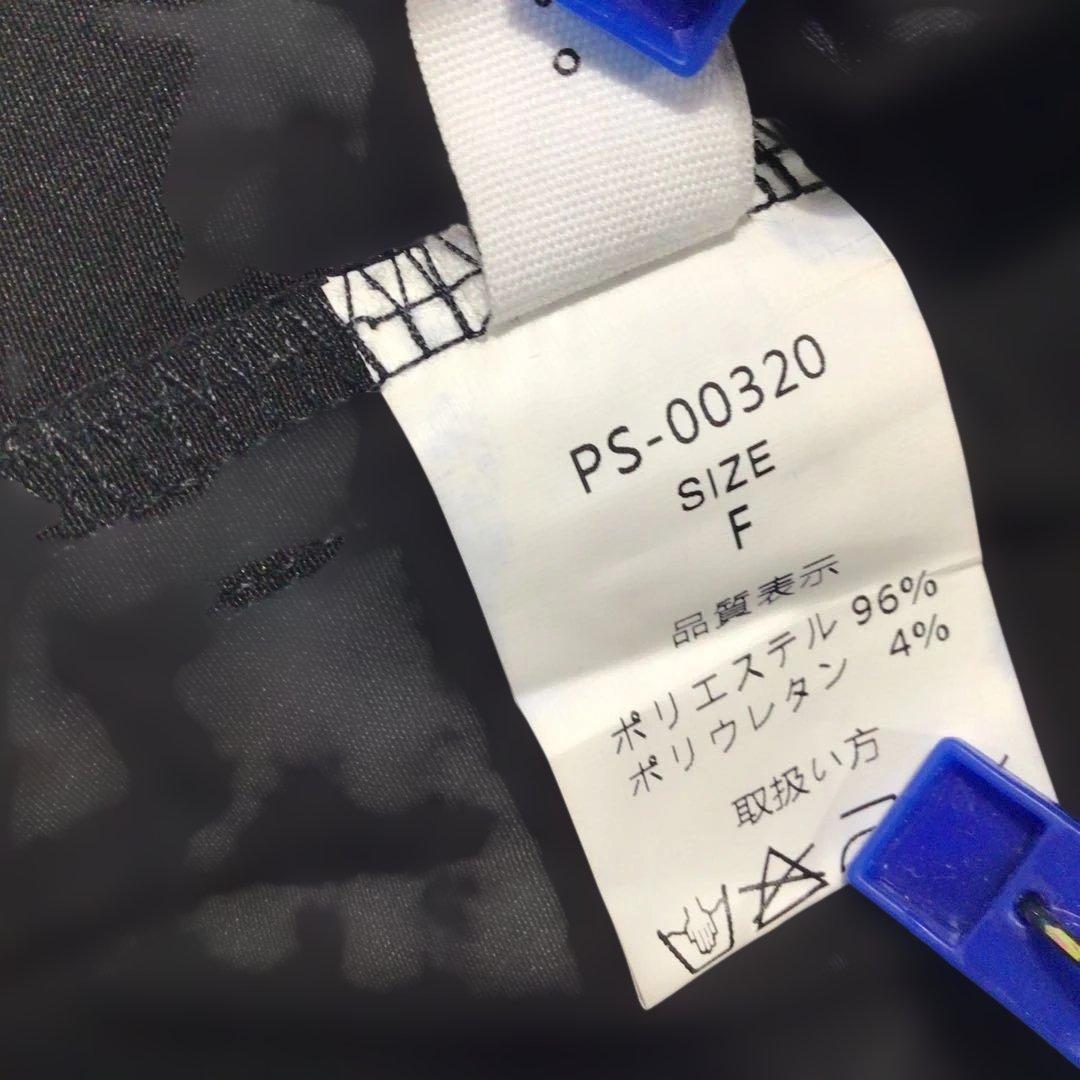 PS-00320
SIZE
F
品質表示
ポリエステル 96%
ポリウレタン 4%
取扱い方